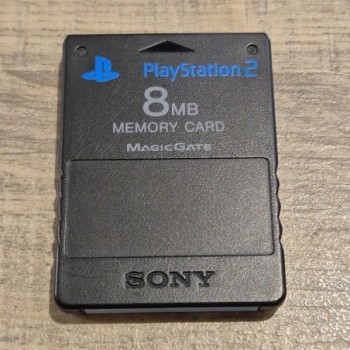 PlayStation 2
8MB
MEMORY CARD
MAGICGATE
SONY